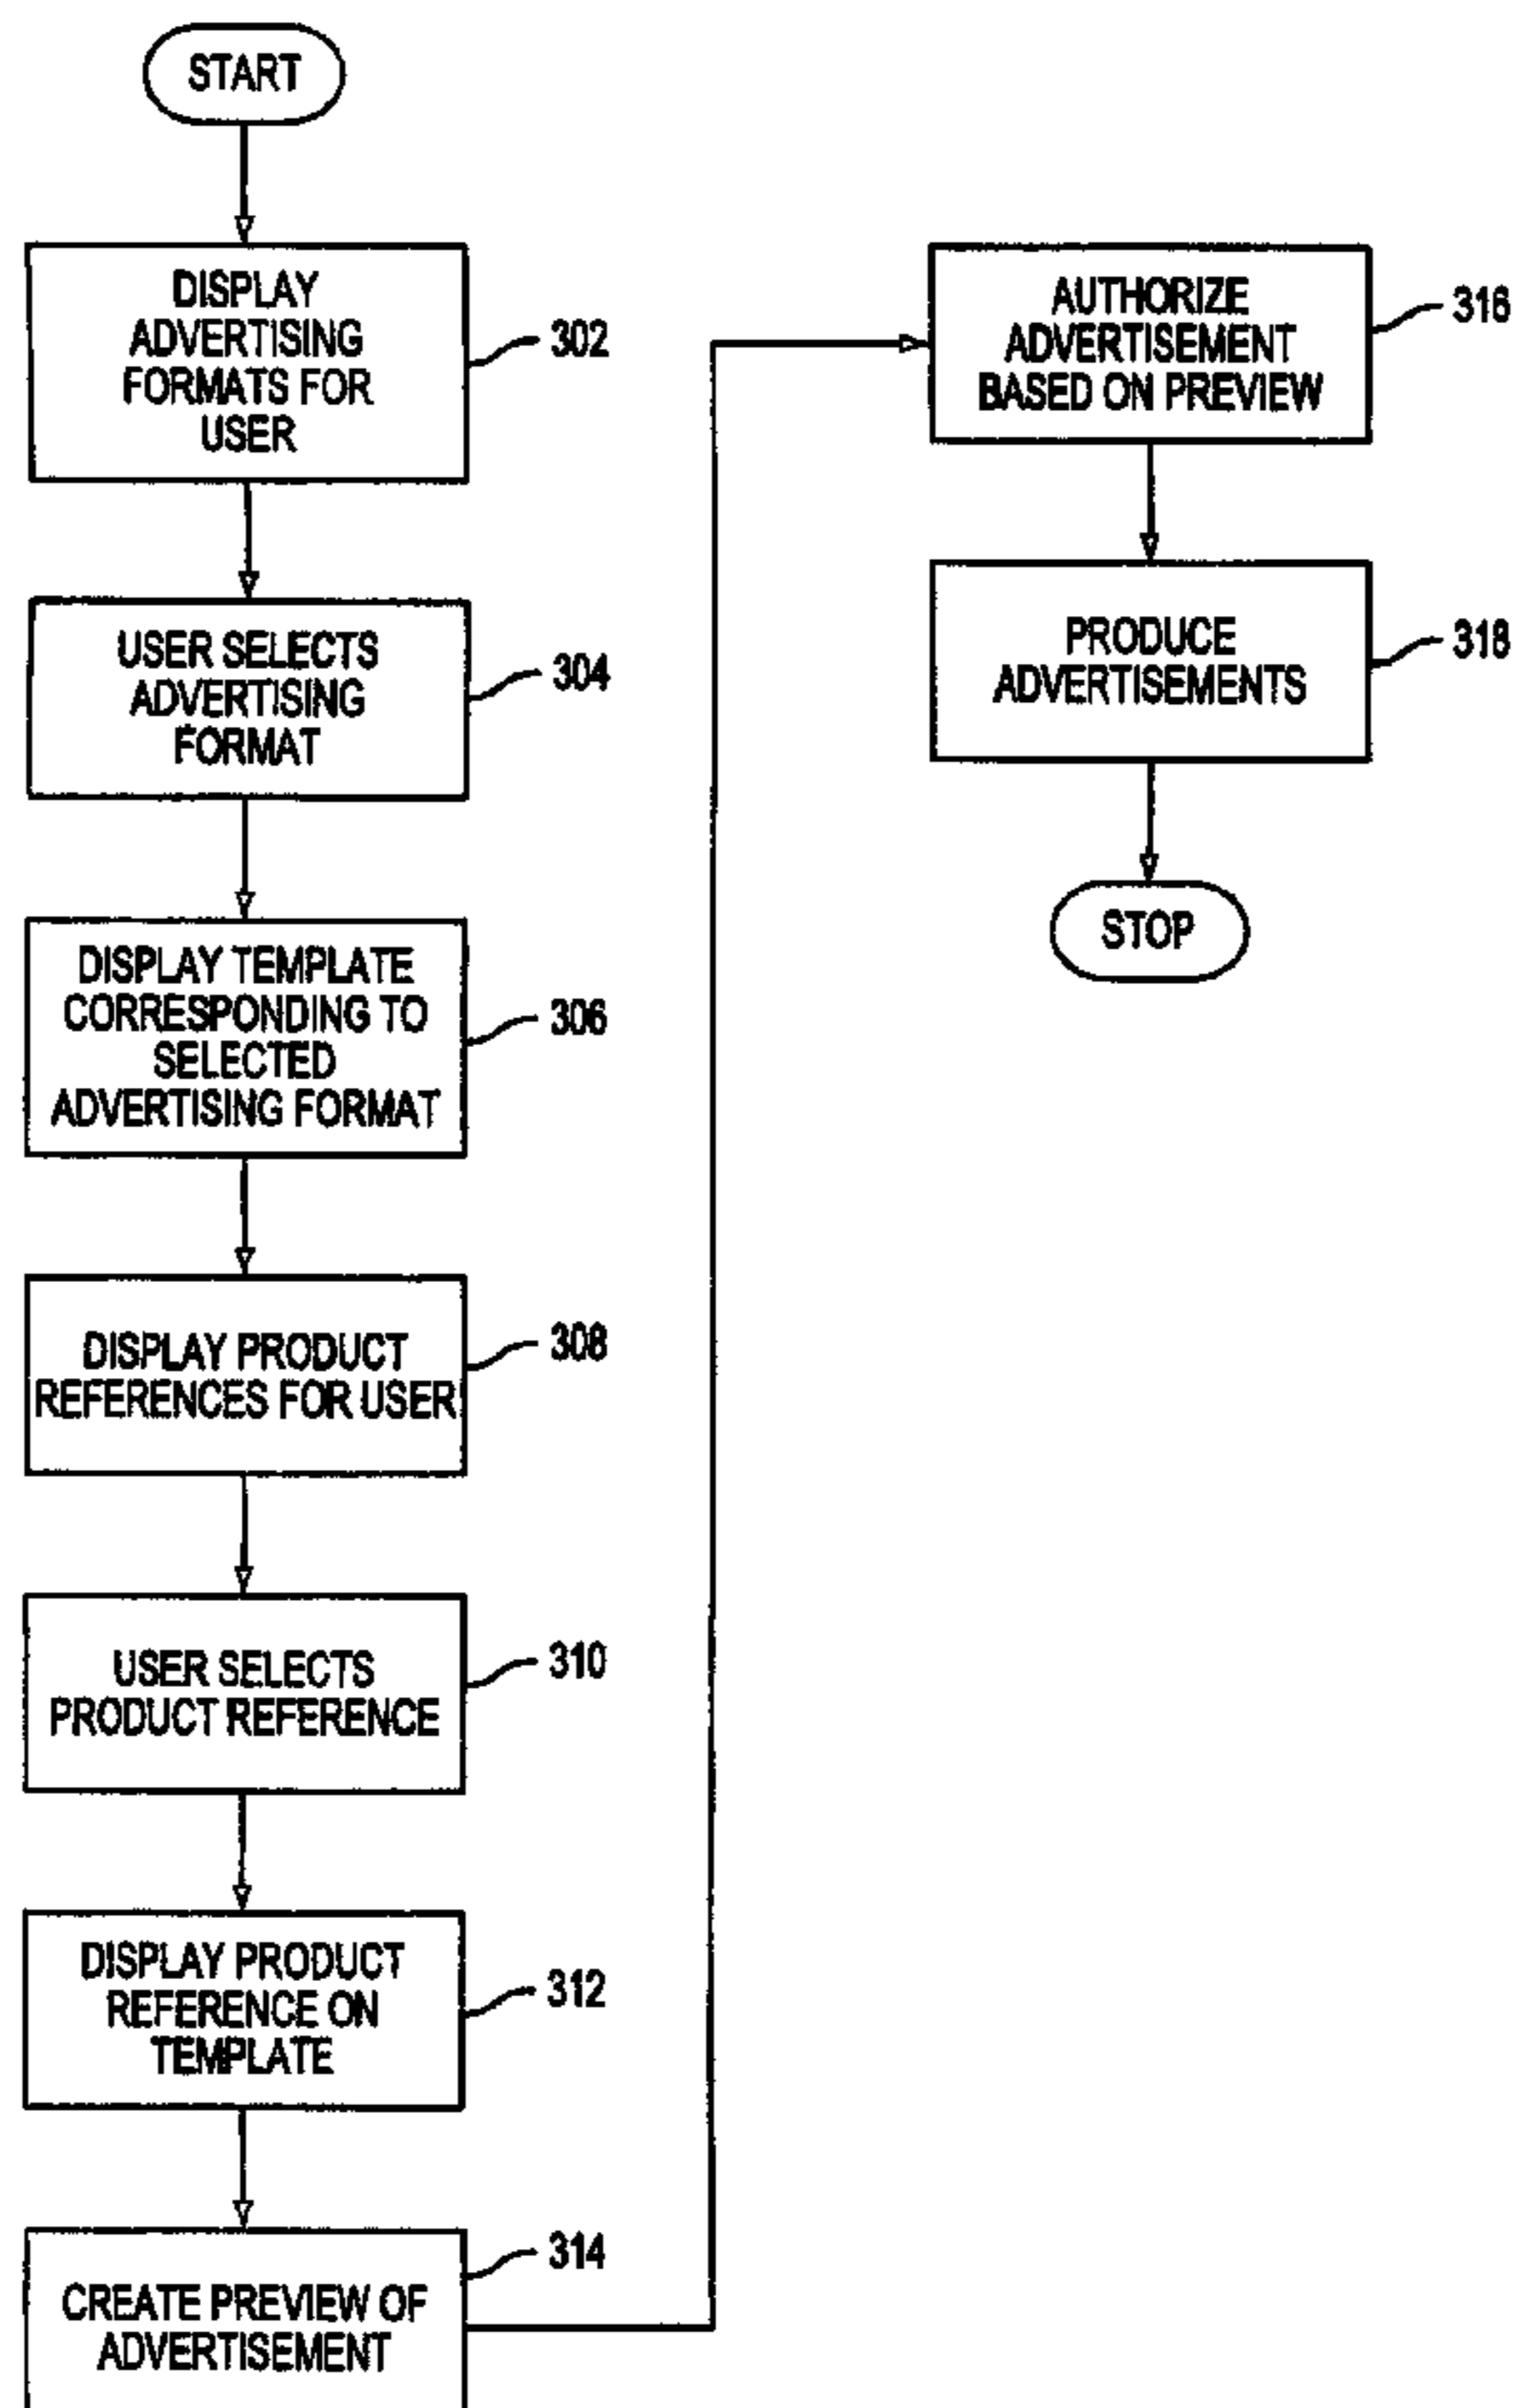 START
DISPLAY
ADVERTISING
FORMATS FOR
USER
302
USER SELECTS
ADVERTISING
FORMAT
304
DISPLAY TEMPLATE
CORRESPONDING TO
SELECTED
ADVERTISING FORMAT
306
DISPLAY PRODUCT
REFERENCES FOR USER
308
USER SELECTS
PRODUCT REFERENCE
310
DISPLAY PRODUCT
REFERENCE ON
TEMPLATE
312
CREATE PREVIEW OF
ADVERTISEMENT
314
AUTHORIZE
ADVERTISEMENT
BASED ON PREVIEW
316
PRODUCE
ADVERTISEMENTS
318
STOP